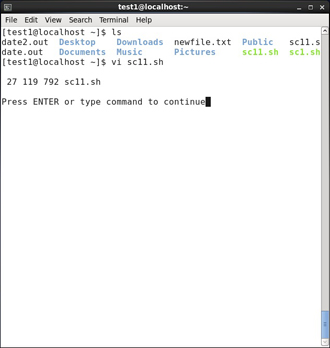 test1@localhost:~
File Edit View Search Terminal Help
[test1@localhost ~]$ ls
date2.out Desktop Downloads newfile.txt Public sc11.s
date.out Documents Music Pictures sc11.sh sc1.sh
[test1@localhost ~]$ vi sc11.sh
27 119 792 sc11.sh
Press ENTER or type command to continue